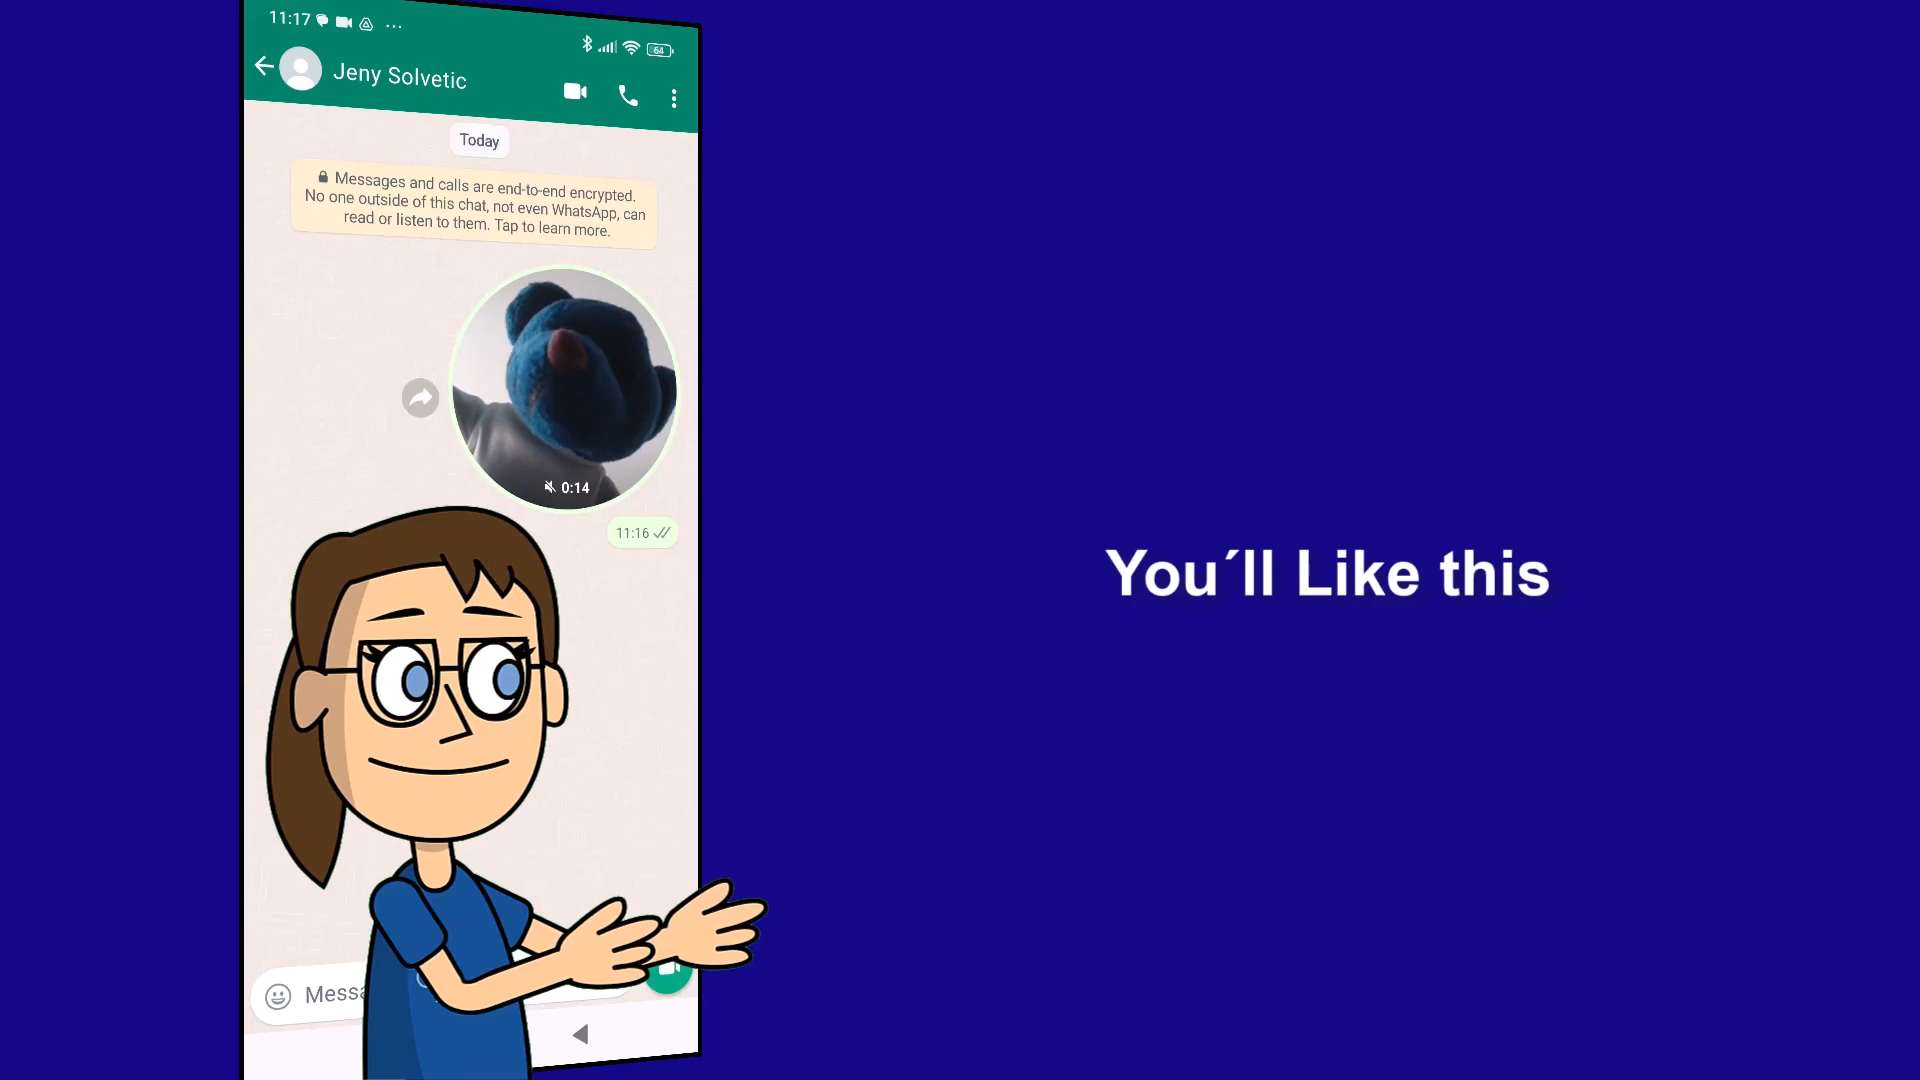 11:17
64
Jeny Solvetic
Today
Messages and calls are end-to-end encrypted.
No one outside of this chat, not even WhatsApp, can
read or listen to them. Tap to learn more.
0:14
11:16
You´ll Like this
Messa